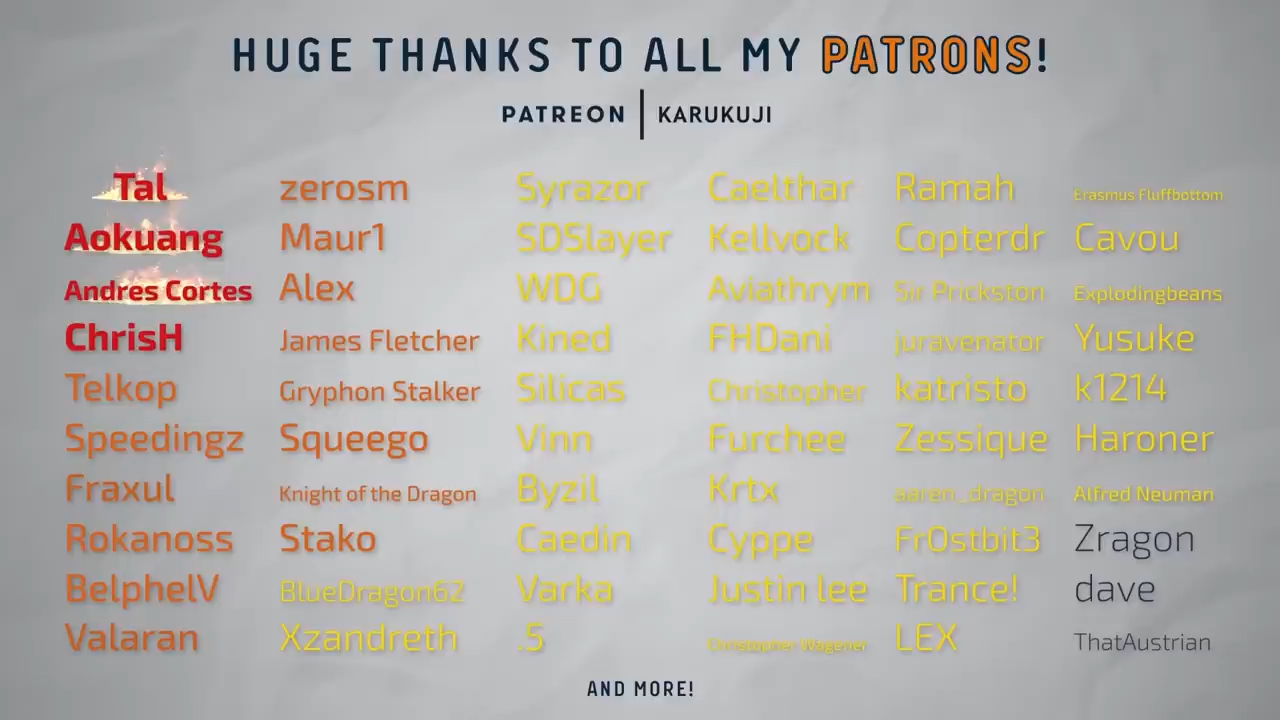 HUGE THANKS TO ALL MY PATRONS!
PATREON | KARUKUJI
Tal zerosm Syrazor Caelthar Ramah Erasmus Fluffbottom
Aokuang Maur1 SDSlayer Kellvock Copterdr Cavou
Andres Cortes Alex WDG Aviathrym Sir Prickston Explodingbeans
ChrisH James Fletcher Kined FHDani juravenator Yusuke
Telkop Gryphon Stalker Silicas Christopher katristo k1214
Speedingz Squeego Vinn Furchee Zessique Haroner
Fraxul Knight of the Dragon Byzil Krtx aaren_dragon Alfred Neuman
Rokanoss Stako Caedin Cyppe Fr0stbit3 Zragon
BelphelV BlueDragon62 Varka Justin lee Trance! dave
Valaran Xzandreth .5 Christopher Wagener LEX ThatAustrian
AND MORE!